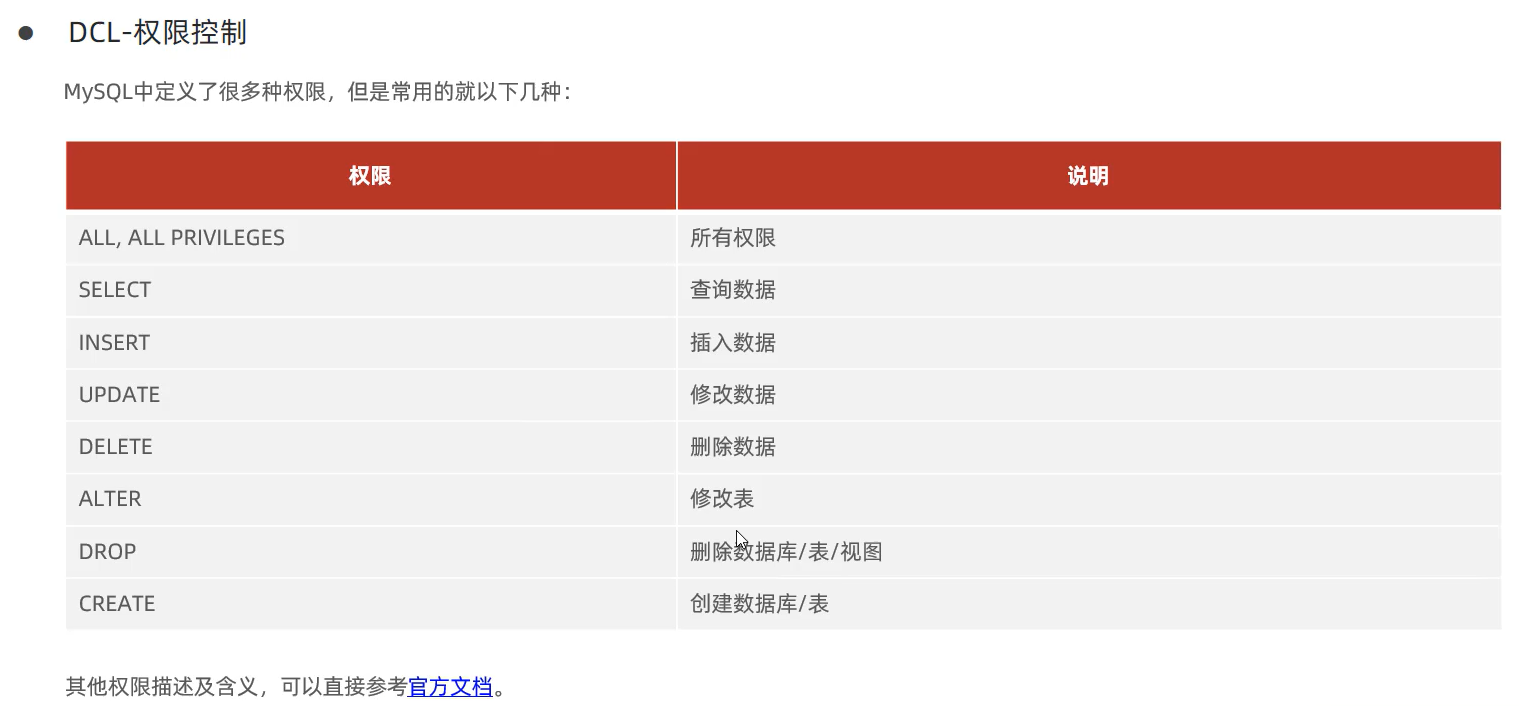 DCL-权限控制
MySQL中定义了很多种权限，但是常用的就以下几种：
权限 说明
ALL, ALL PRIVILEGES 所有权限
SELECT 查询数据
INSERT 插入数据
UPDATE 修改数据
DELETE 删除数据
ALTER 修改表
DROP 删除数据库/表/视图
CREATE 创建数据库/表
其他权限描述及含义，可以直接参考官方文档。